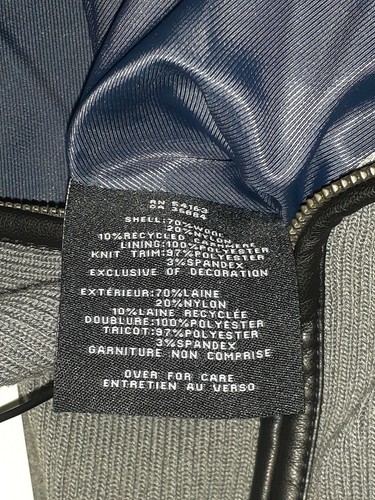 RN 54163
CA 36884
SHELL:70%WOOL
20%NYLON
10%RECYCLED CASHMERE
LINING:100%POLYESTER
KNIT TRIM:97%POLYESTER
3%SPANDEX
EXCLUSIVE OF DECORATION
EXTÉRIEUR:70%LAINE
20%NYLON
10%LAINE RECYCLÉE
DOUBLURE:100%POLYESTER
TRICOT:97%POLYESTER
3%SPANDEX
GARNITURE NON COMPRISE
OVER FOR CARE
ENTRETIEN AU VERSO